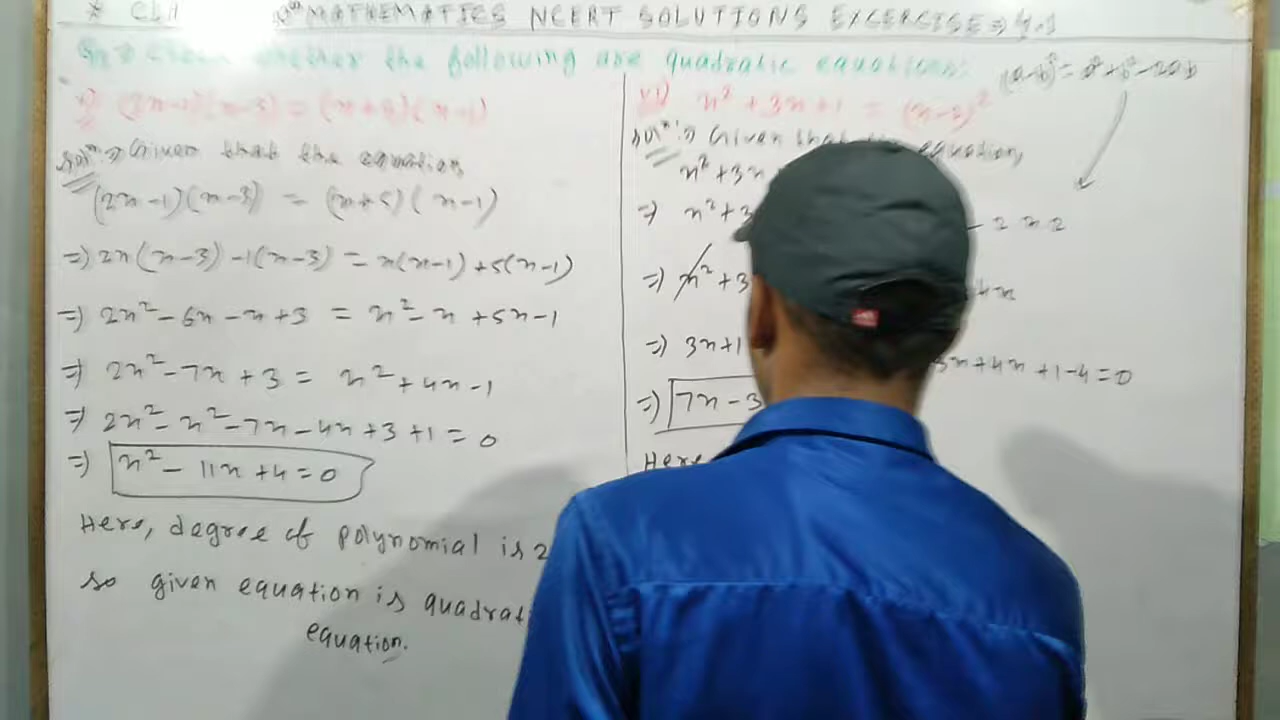 * MATHEMATICS NCERT SOLUTIONS EXCERCISE ⇒ 4.1
whether the following are quadratic equations:
(a-b)² = a² + b² - 2ab
v) (2x-1)(x-3) = (x+5)(x-1)
Solⁿ:⇒ Given that the equation,
(2x-1)(x-3) = (x+5)(x-1)
⇒ 2x(x-3) -1(x-3) = x(x-1) +5(x-1)
⇒ 2x² - 6x - x + 3 = x² - x + 5x - 1
⇒ 2x² - 7x + 3 = x² + 4x - 1
⇒ 2x² - x² - 7x - 4x + 3 + 1 = 0
⇒ x² - 11x + 4 = 0
Here, degree of polynomial is 2
so given equation is quadrat
equation.
vi) x² + 3x + 1 = (x-2)²
Solⁿ:⇒ Given that equation,
x² + 3x
⇒ x² + 3 - 2 x 2
⇒ x² + 3 4x
⇒ 3x+1 3x + 4x + 1 - 4 = 0
⇒ 7x - 3
Here